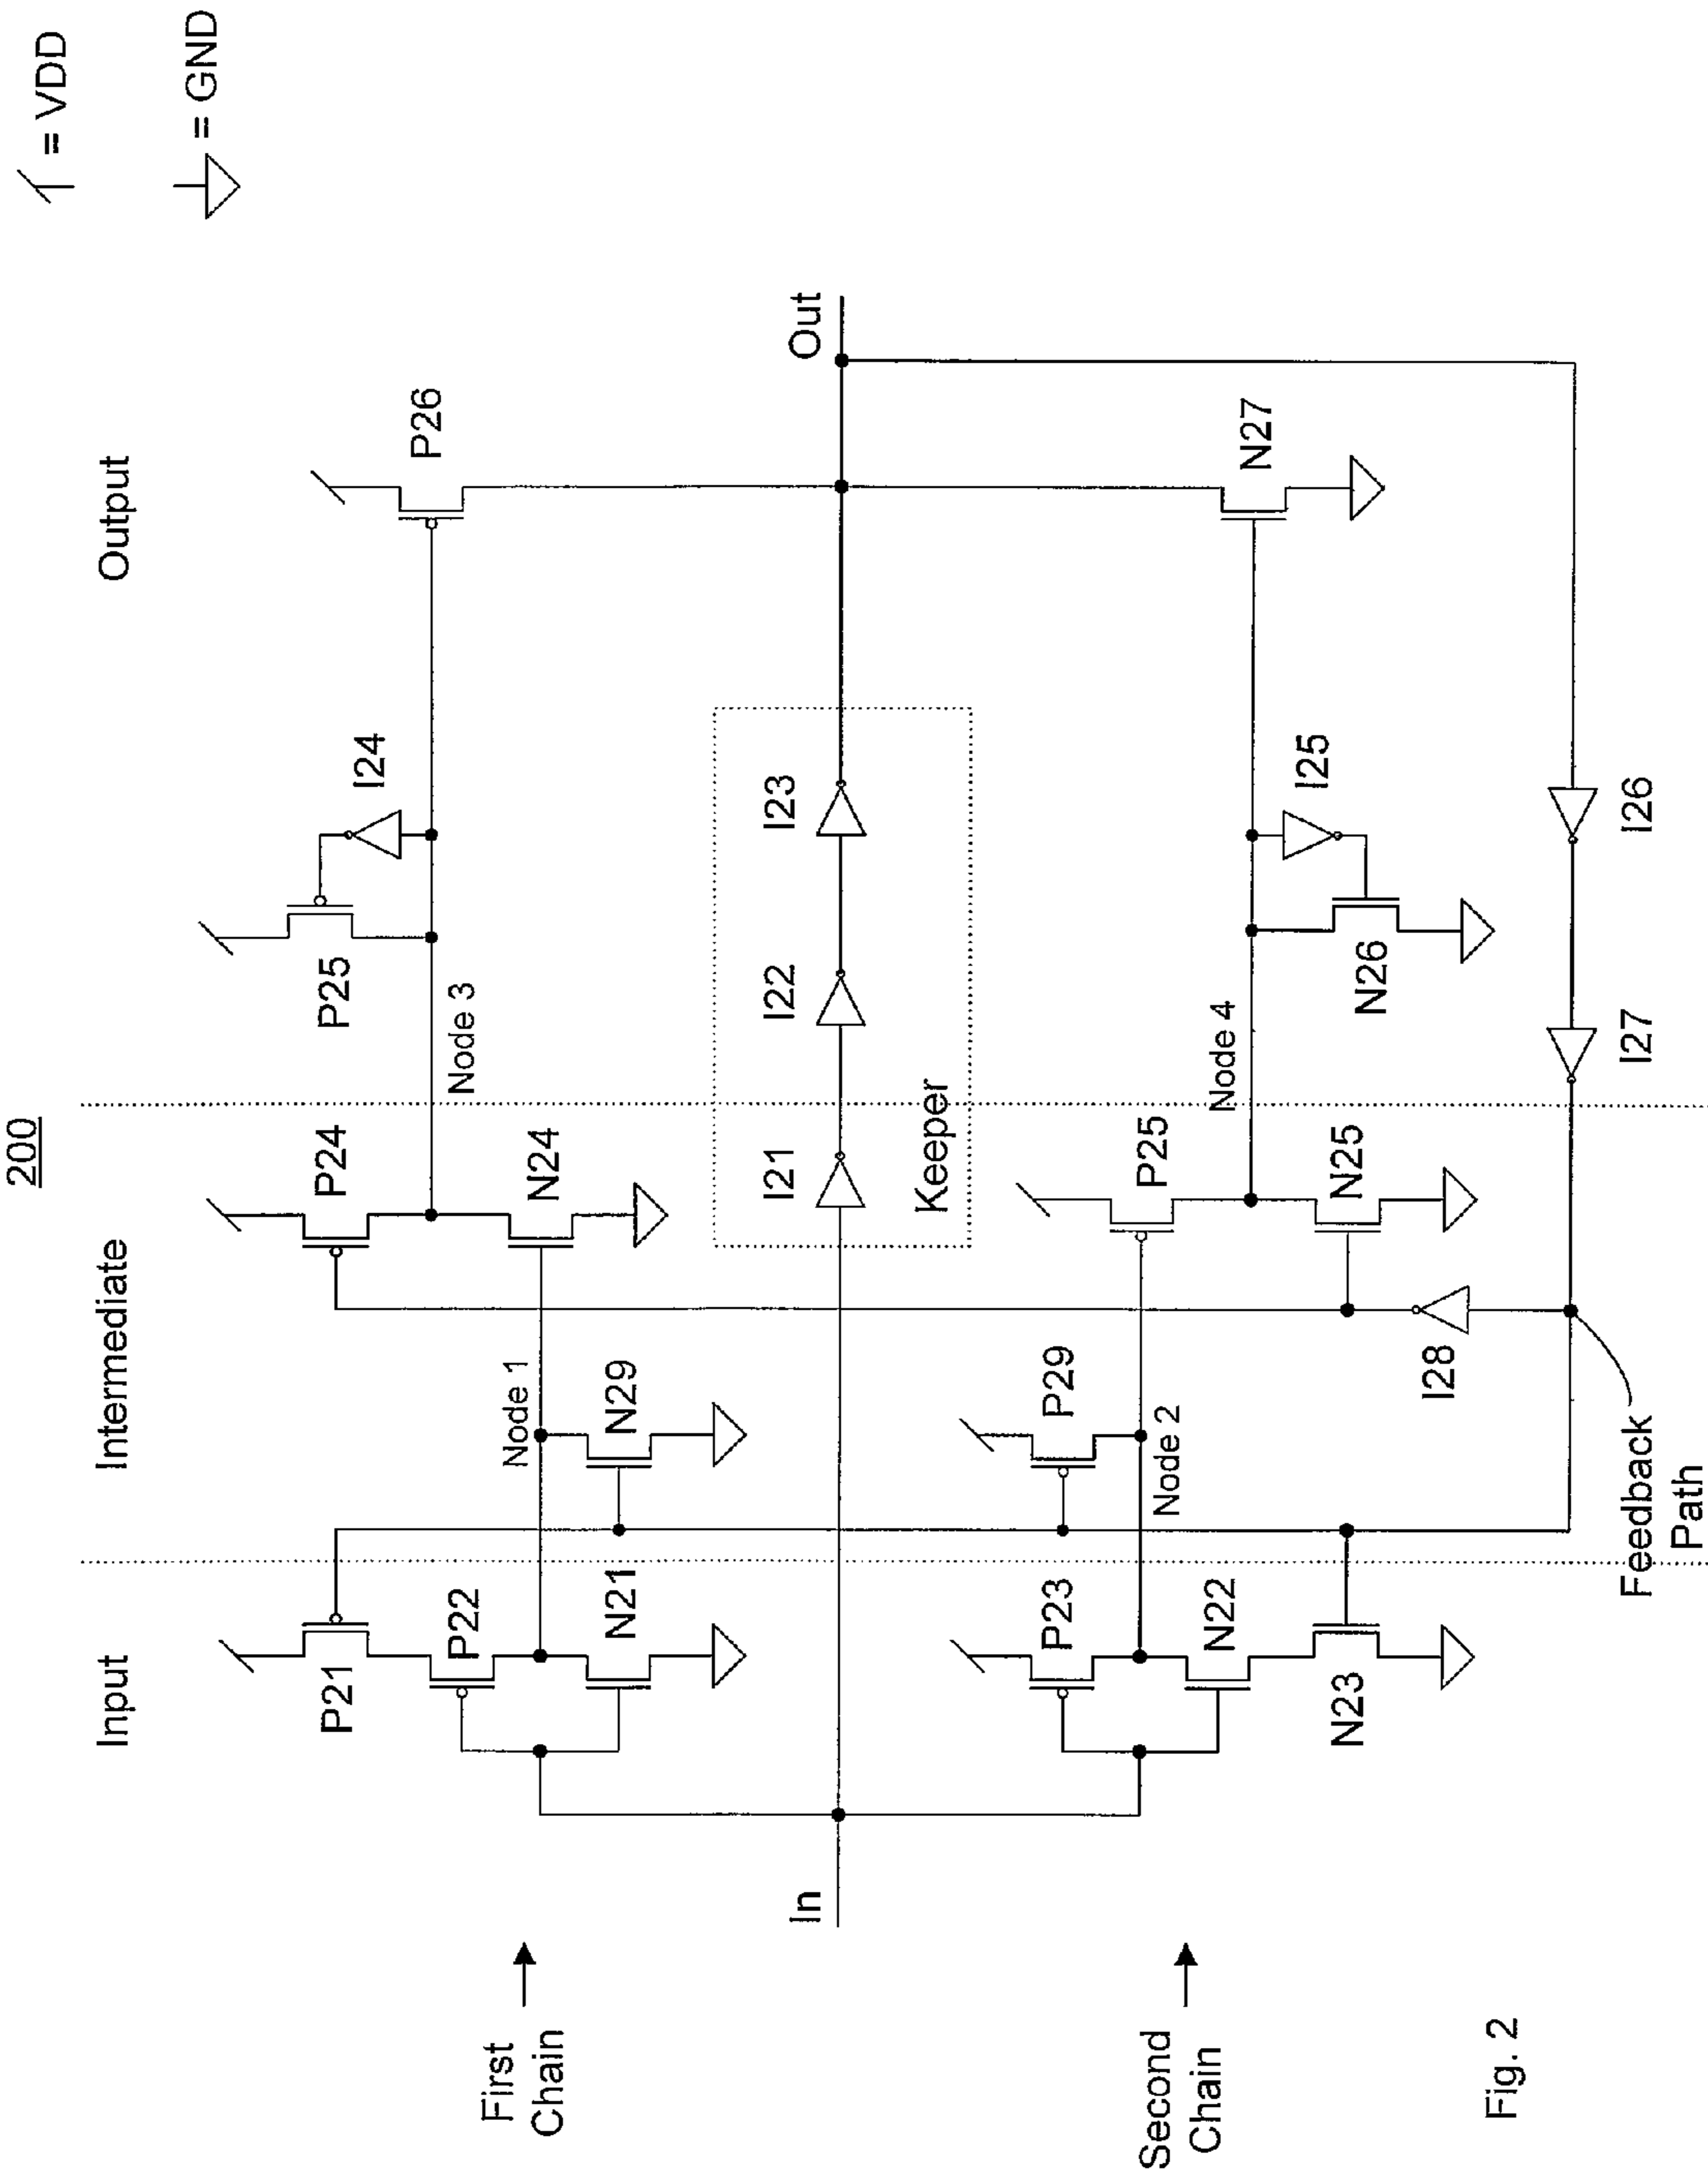 200
= VDD
= GND
Input
Intermediate
Output
First
Chain
Second
Chain
P21
P22
N21
Node 1
N29
P24
N24
Node 3
P25
I24
P26
In
I21
I22
I23
Keeper
Out
P23
N22
N23
Node 2
P29
I28
P25
N25
Node 4
N26
I25
N27
I27
I26
Feedback
Path
Fig. 2